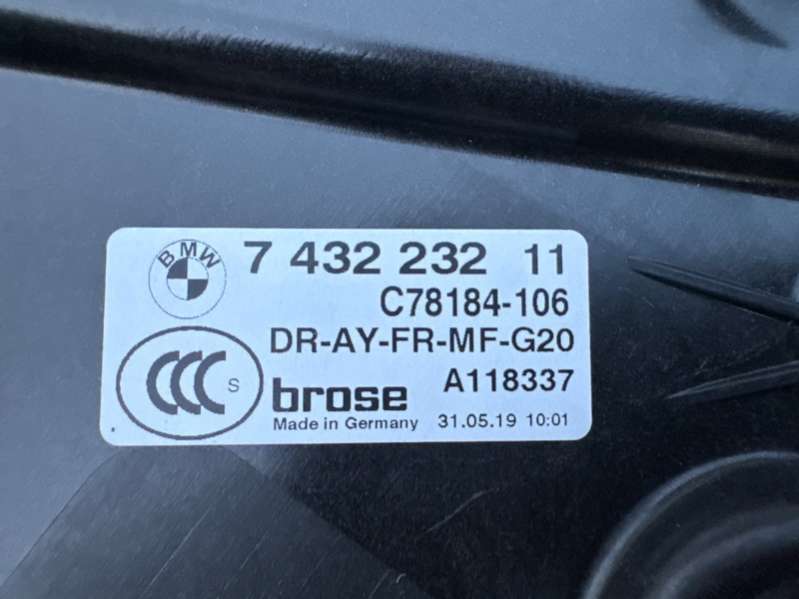 BMW
7 432 232 11
C78184-106
DR-AY-FR-MF-G20
CCC S
brose
A118337
Made in Germany
31.05.19 10:01